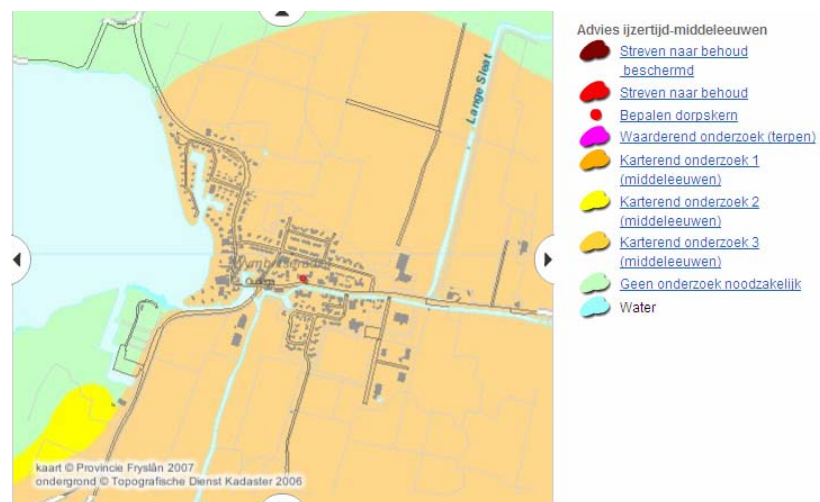 Lange Sleat
kaart © Provincie Fryslân 2007
ondergrond © Topografische Dienst Kadaster 2006
Advies ijzertijd-middeleeuwen
Streven naar behoud
beschermd
Streven naar behoud
Bepalen dorpskern
Waarderend onderzoek (terpen)
Karterend onderzoek 1
(middeleeuwen)
Karterend onderzoek 2
(middeleeuwen)
Karterend onderzoek 3
(middeleeuwen)
Geen onderzoek noodzakelijk
Water